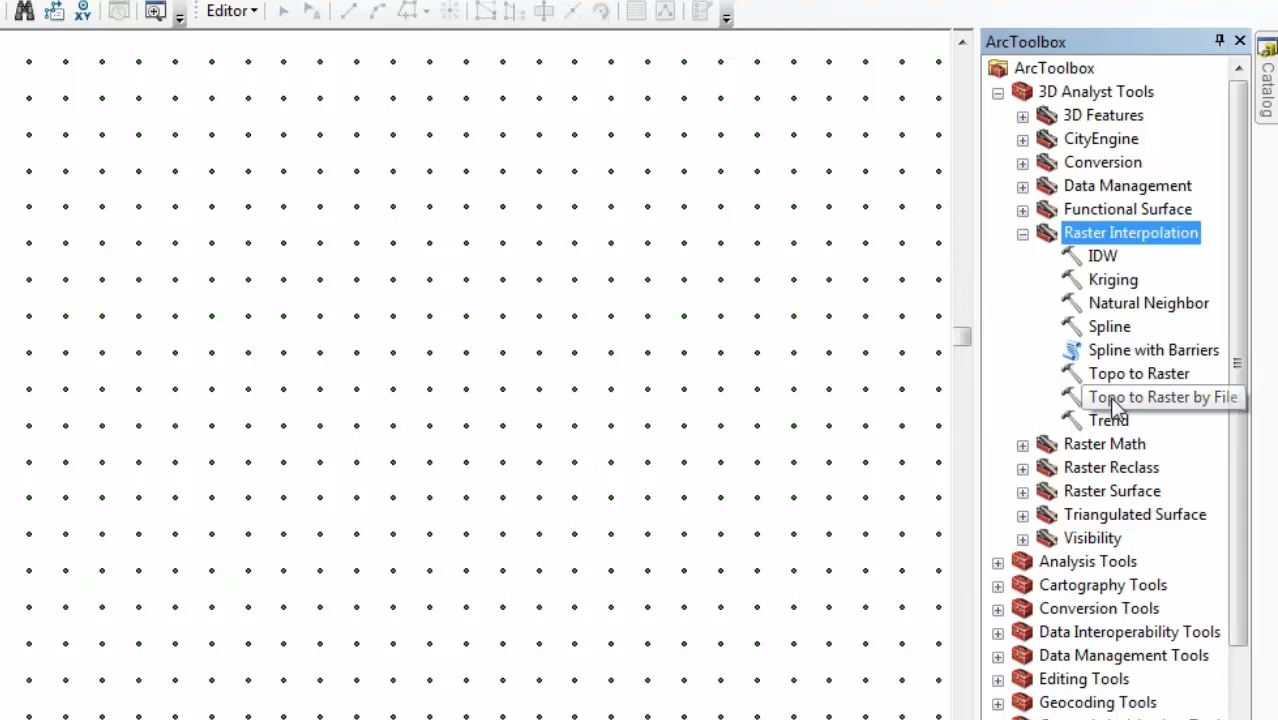 XY
Editor
ArcToolbox
Catalog
ArcToolbox
3D Analyst Tools
3D Features
CityEngine
Conversion
Data Management
Functional Surface
Raster Interpolation
IDW
Kriging
Natural Neighbor
Spline
Spline with Barriers
Topo to Raster
Topo to Raster by File
Trend
Raster Math
Raster Reclass
Raster Surface
Triangulated Surface
Visibility
Analysis Tools
Cartography Tools
Conversion Tools
Data Interoperability Tools
Data Management Tools
Editing Tools
Geocoding Tools